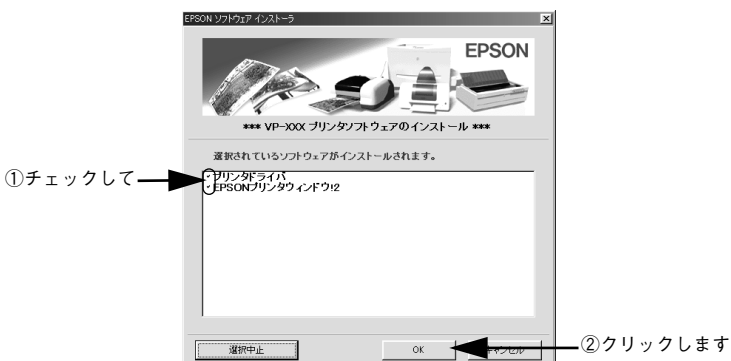 EPSON ソフトウェア インストーラ
EPSON
*** VP-XXX プリンタソフトウェアのインストール ***
選択されているソフトウェアがインストールされます。
①チェックして
プリンタドライバ
EPSONプリンタウィンドウ!2
選択中止
OK
キャンセル
②クリックします